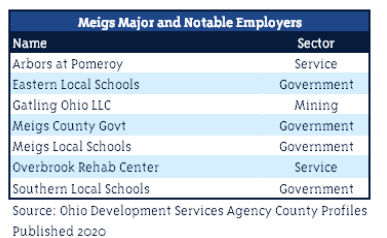 Meigs Major and Notable Employers
Name Sector
Arbors at Pomeroy Service
Eastern Local Schools Government
Gatling Ohio LLC Mining
Meigs County Govt Government
Meigs Local Schools Government
Overbrook Rehab Center Service
Southern Local Schools Government
Source: Ohio Development Services Agency County Profiles
Published 2020